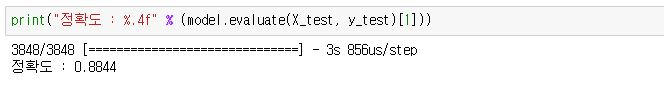 print("정확도 : %.4f" % (model.evaluate(X_test, y_test)[1]))
3848/3848 [==============================] - 3s 856us/step
정확도 : 0.8844